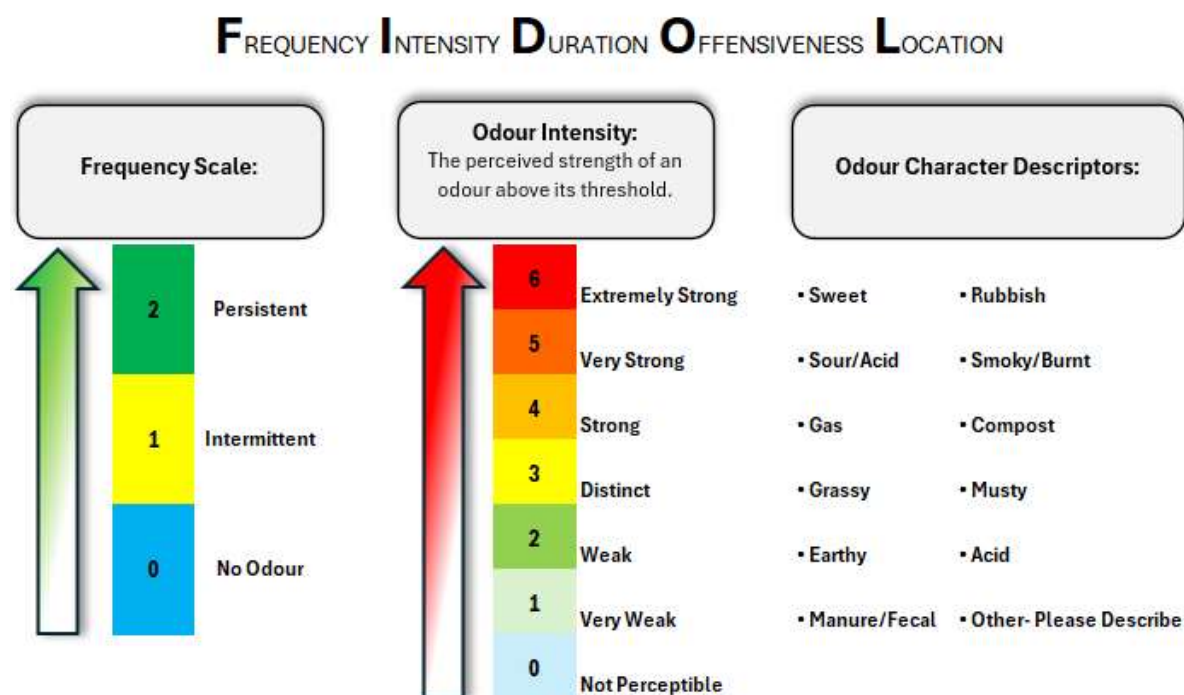 FREQUENCY INTENSITY DURATION OFFENSIVENESS LOCATION
Frequency Scale:
2 Persistent
1 Intermittent
0 No Odour
Odour Intensity:
The perceived strength of an
odour above its threshold.
6 Extremely Strong
5 Very Strong
4 Strong
3 Distinct
2 Weak
1 Very Weak
0 Not Perceptible
Odour Character Descriptors:
• Sweet • Rubbish
• Sour/Acid • Smoky/Burnt
• Gas • Compost
• Grassy • Musty
• Earthy • Acid
• Manure/Fecal • Other- Please Describe